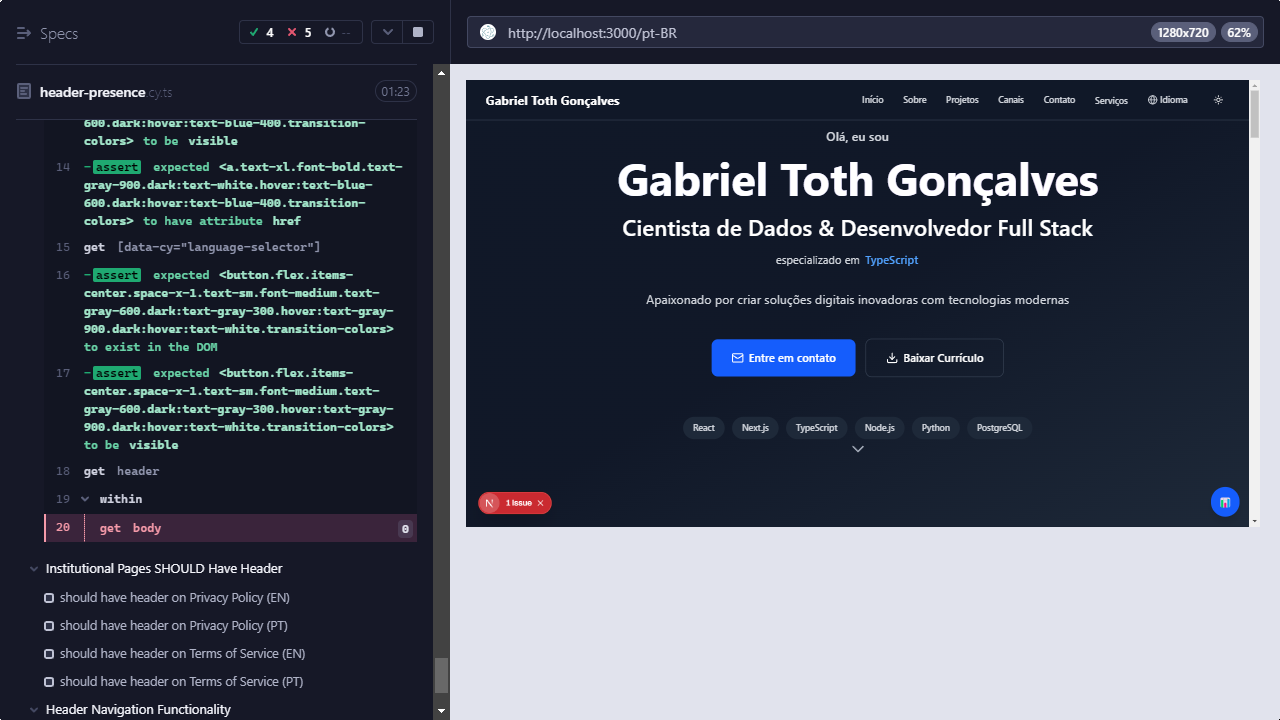 Specs
4
5
--
header-presence.cy.ts
01:23
600.dark:hover:text-blue-400.transition-
colors> to be visible
14 -assert expected <a.text-xl.font-bold.text-
gray-900.dark:text-white.hover:text-blue-
600.dark:hover:text-blue-400.transition-
colors> to have attribute href
15 get [data-cy="language-selector"]
16 -assert expected <button.flex.items-
center.space-x-1.text-sm.font-medium.text-
gray-600.dark:text-gray-300.hover:text-gray-
900.dark:hover:text-white.transition-colors>
to exist in the DOM
17 -assert expected <button.flex.items-
center.space-x-1.text-sm.font-medium.text-
gray-600.dark:text-gray-300.hover:text-gray-
900.dark:hover:text-white.transition-colors>
to be visible
18 get header
19 within
20 get body 0
Institutional Pages SHOULD Have Header
should have header on Privacy Policy (EN)
should have header on Privacy Policy (PT)
should have header on Terms of Service (EN)
should have header on Terms of Service (PT)
Header Navigation Functionality
http://localhost:3000/pt-BR
1280x720 62%
Gabriel Toth Gonçalves
Início Sobre Projetos Canais Contato Serviços Idioma
Olá, eu sou
Gabriel Toth Gonçalves
Cientista de Dados & Desenvolvedor Full Stack
especializado em TypeScript
Apaixonado por criar soluções digitais inovadoras com tecnologias modernas
Entre em contato
Baixar Currículo
React Next.js TypeScript Node.js Python PostgreSQL
N 1 Issue